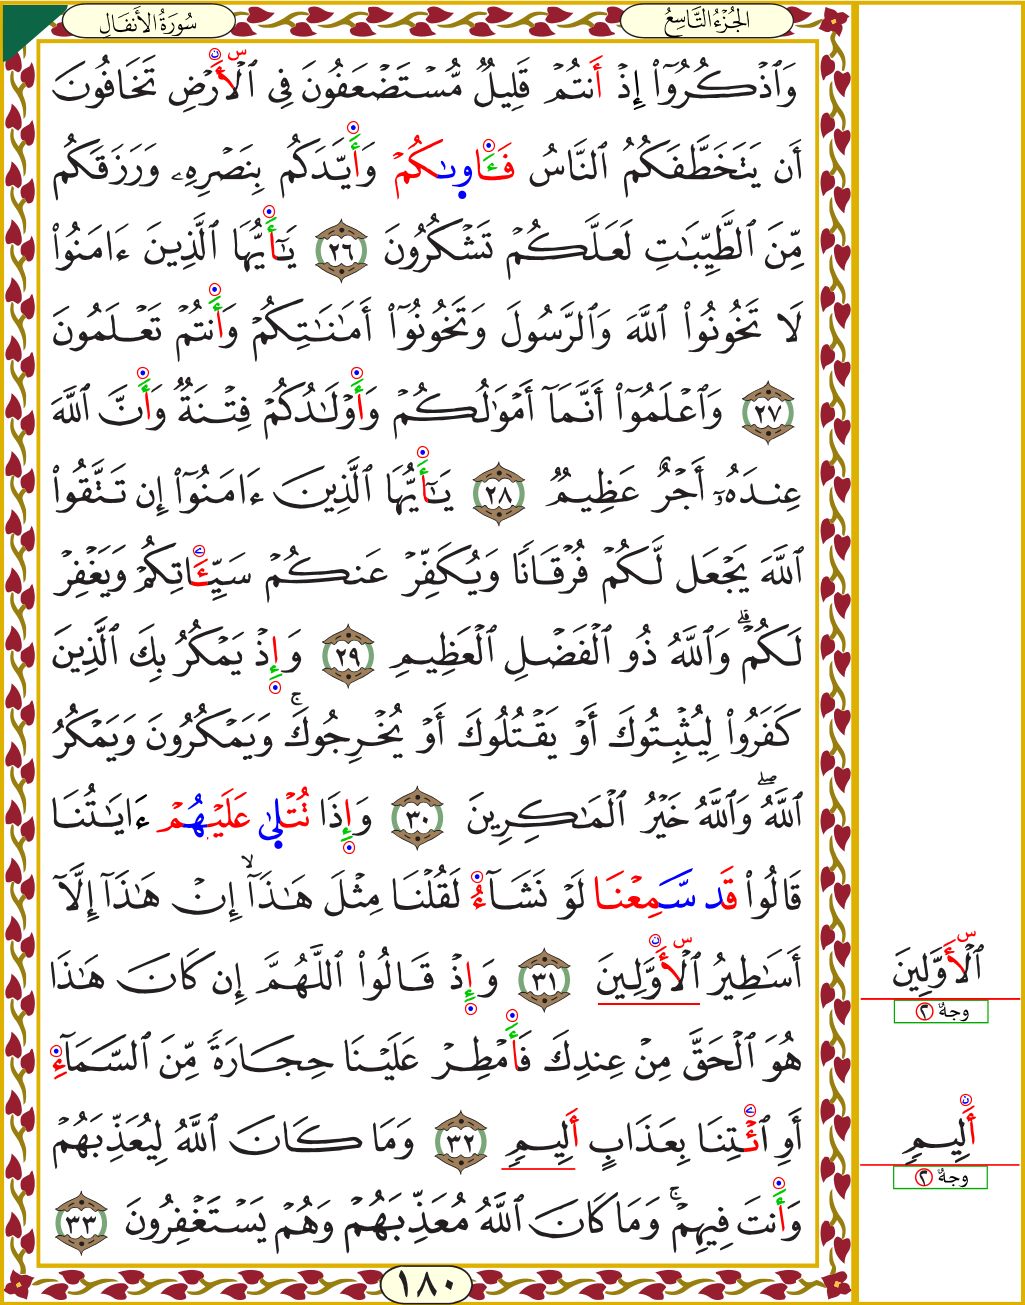 الجُزْءُ التَّاسِعُ
سُورَةُ الأَنفَال
وَٱذۡكُرُوٓاْ إِذۡ أَنتُمۡ قَلِيلٞ مُّسۡتَضۡعَفُونَ فِي ٱلۡأَرۡضِ تَخَافُونَ
أَن يَتَخَطَّفَكُمُ ٱلنَّاسُ فَـَٔاوىٰكُمۡ وَأَيَّدَكُم بِنَصۡرِهِۦ وَرَزَقَكُم
مِّنَ ٱلطَّيِّبَٰتِ لَعَلَّكُمۡ تَشۡكُرُونَ ٢٦ يَٰٓأَيُّهَا ٱلَّذِينَ ءَامَنُواْ
لَا تَخُونُواْ ٱللَّهَ وَٱلرَّسُولَ وَتَخُونُوٓاْ أَمَٰنَٰتِكُمۡ وَأَنتُمۡ تَعۡلَمُونَ
٢٧ وَٱعۡلَمُوٓاْ أَنَّمَآ أَمۡوَٰلُكُمۡ وَأَوۡلَٰدُكُمۡ فِتۡنَةٞ وَأَنَّ ٱللَّهَ
عِندَهُۥٓ أَجۡرٌ عَظِيمٞ ٢٨ يَٰٓأَيُّهَا ٱلَّذِينَ ءَامَنُوٓاْ إِن تَتَّقُواْ
ٱللَّهَ يَجۡعَل لَّكُمۡ فُرۡقَانٗا وَيُكَفِّرۡ عَنكُمۡ سَيِّـَٔاتِكُمۡ وَيَغۡفِرۡ
لَكُمۡۗ وَٱللَّهُ ذُو ٱلۡفَضۡلِ ٱلۡعَظِيمِ ٢٩ وَإِذۡ يَمۡكُرُ بِكَ ٱلَّذِينَ
كَفَرُواْ لِيُثۡبِتُوكَ أَوۡ يَقۡتُلُوكَ أَوۡ يُخۡرِجُوكَۚ وَيَمۡكُرُونَ وَيَمۡكُرُ
ٱللَّهُۖ وَٱللَّهُ خَيۡرُ ٱلۡمَٰكِرِينَ ٣٠ وَإِذَا تُتۡلىٰ عَلَيۡهُمۡ ءَايَٰتُنَا
قَالُواْ قَد سَّمِعۡنَا لَوۡ نَشَآءُ لَقُلۡنَا مِثۡلَ هَٰذَآ ۙ إِنۡ هَٰذَآ إِلَّآ
أَسَٰطِيرُ ٱلۡأَوَّلِينَ ٣١ وَإِذۡ قَالُواْ ٱللَّهُمَّ إِن كَانَ هَٰذَا
هُوَ ٱلۡحَقَّ مِنۡ عِندِكَ فَأَمۡطِرۡ عَلَيۡنَا حِجَارَةٗ مِّنَ ٱلسَّمَآءِ
أَوِ ٱئۡتِنَا بِعَذَابٍ أَلِيمٖ ٣٢ وَمَا كَانَ ٱللَّهُ لِيُعَذِّبَهُمۡ
وَأَنتَ فِيهِمۡۚ وَمَا كَانَ ٱللَّهُ مُعَذِّبَهُمۡ وَهُمۡ يَسۡتَغۡفِرُونَ ٣٣
١٨٠
ٱلۡأَوَّلِينَ
وجهٌ ٢
أَلِيمٖ
وجهٌ ٢